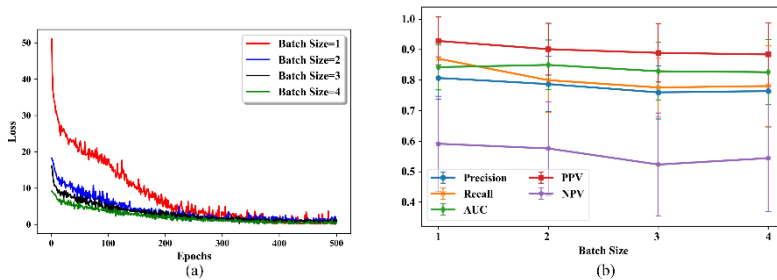 50
40
30
20
10
0
Loss
0 100 200 300 400 500
Epochs
Batch Size=1
Batch Size=2
Batch Size=3
Batch Size=4
(a)
1.0
0.9
0.8
0.7
0.6
0.5
0.4
1 2 3 4
Batch Size
Precision
Recall
AUC
PPV
NPV
(b)